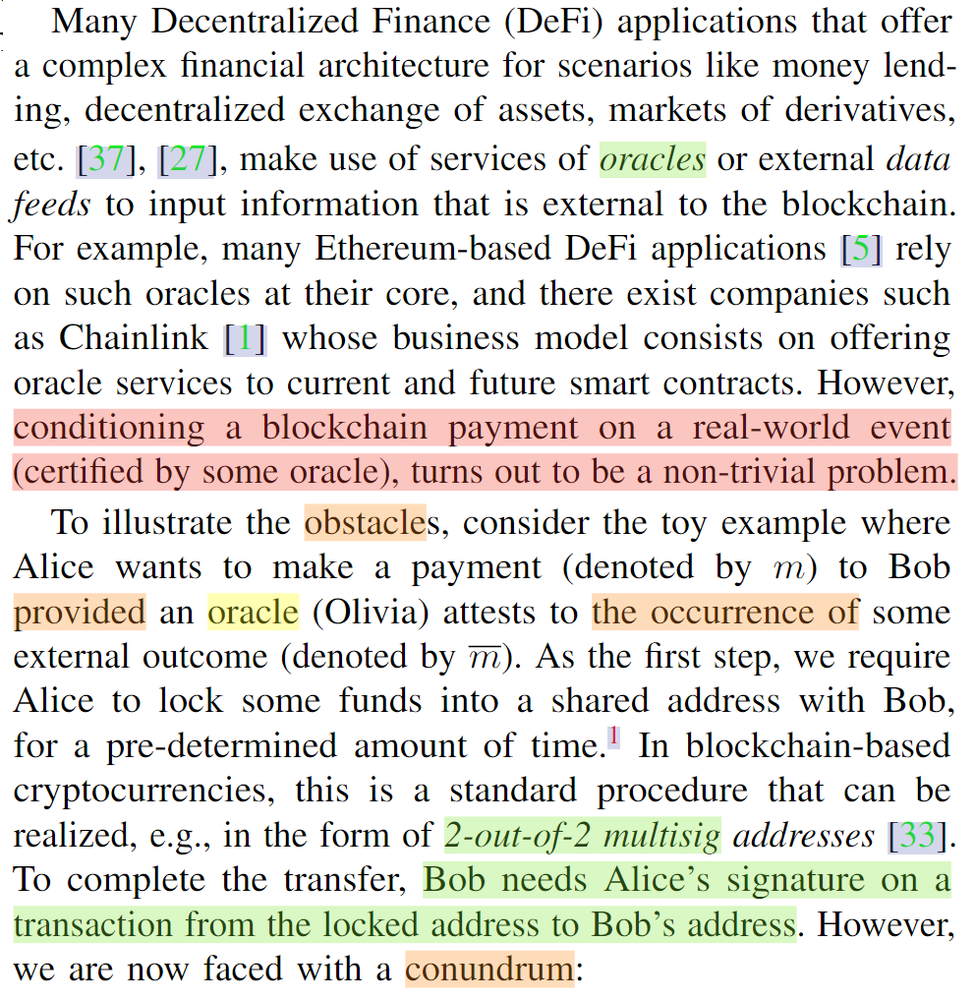 Many Decentralized Finance (DeFi) applications that offer
a complex financial architecture for scenarios like money lend-
ing, decentralized exchange of assets, markets of derivatives,
etc. [37], [27], make use of services of oracles or external data
feeds to input information that is external to the blockchain.
For example, many Ethereum-based DeFi applications [5] rely
on such oracles at their core, and there exist companies such
as Chainlink [1] whose business model consists on offering
oracle services to current and future smart contracts. However,
conditioning a blockchain payment on a real-world event
(certified by some oracle), turns out to be a non-trivial problem.
To illustrate the obstacles, consider the toy example where
Alice wants to make a payment (denoted by m) to Bob
provided an oracle (Olivia) attests to the occurrence of some
external outcome (denoted by m̅). As the first step, we require
Alice to lock some funds into a shared address with Bob,
for a pre-determined amount of time.¹ In blockchain-based
cryptocurrencies, this is a standard procedure that can be
realized, e.g., in the form of 2-out-of-2 multisig addresses [33].
To complete the transfer, Bob needs Alice's signature on a
transaction from the locked address to Bob's address. However,
we are now faced with a conundrum: